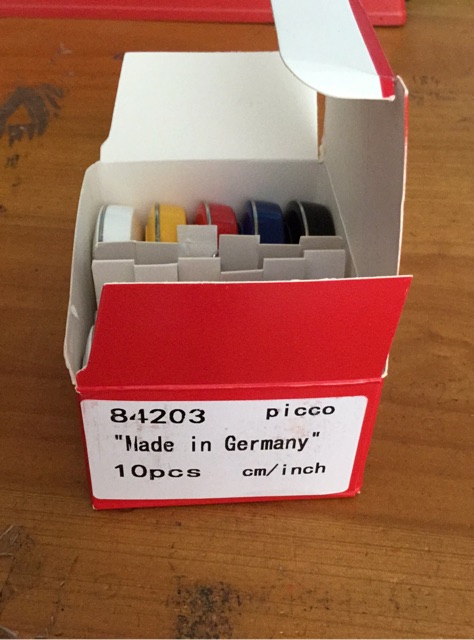 84203 picco
"Made in Germany"
10pcs cm/inch